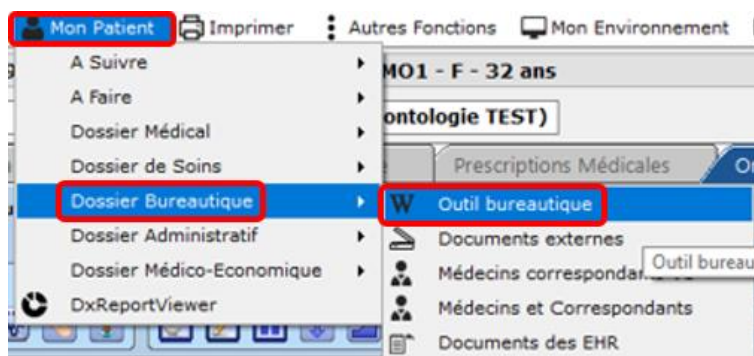 Mon Patient Imprimer Autres Fonctions Mon Environnement
A Suivre
MO1 - F - 32 ans
A Faire
ontologie TEST)
Dossier Médical
Dossier de Soins
Prescriptions Médicales
Dossier Bureautique
Outil bureautique
Dossier Administratif
Documents externes
Outil bureau
Dossier Médico-Economique
Médecins correspondan
DxReportViewer
Médecins et Correspondants
Documents des EHR